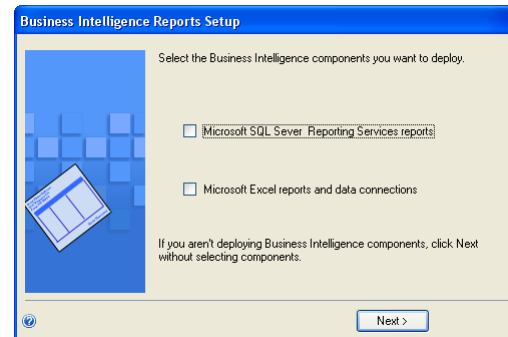 Business Intelligence Reports Setup
Select the Business Intelligence components you want to deploy.
Microsoft SQL Sever Reporting Services reports
Microsoft Excel reports and data connections
If you aren't deploying Business Intelligence components, click Next
without selecting components.
Next >